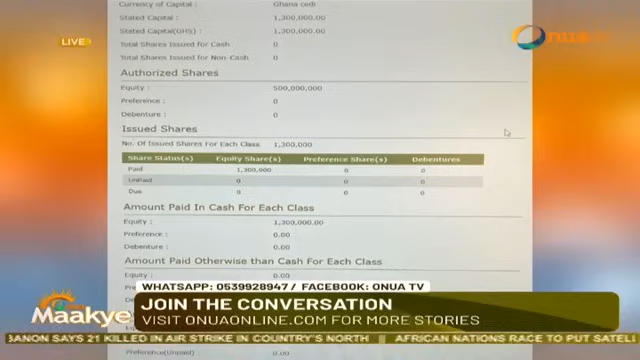 Currency of Capital : Ghana cedi
Stated Capital : 1,300,000.00
Stated Capital(GHS) : 1,300,000.00
Total Shares Issued for Cash 0
Total Shares Issued for Non-Cash 0
Authorized Shares
Equity : 500,000,000
Preference : 0
Debenture : 0
Issued Shares
No. Of Issued Shares For Each Class 1,300,000
Share Status(s) Equity Share(s) Preference Share(s) Debentures
Paid 1,300,000 0 0
UnPaid 0 0 0
Due 0 0 0
Amount Paid In Cash For Each Class
Equity : 1,300,000.00
Preference : 0.00
Debenture : 0.00
Amount Paid Otherwise than Cash For Each Class
Equity : 0.00
Preference(Unpaid) 0.00
LIVE
Onua
WHATSAPP: 0539928947 / FACEBOOK: ONUA TV
Maakye
JOIN THE CONVERSATION
VISIT ONUAONLINE.COM FOR MORE STORIES
BANON SAYS 21 KILLED IN AIR STRIKE IN COUNTRY'S NORTH || AFRICAN NATIONS RACE TO PUT SATELI